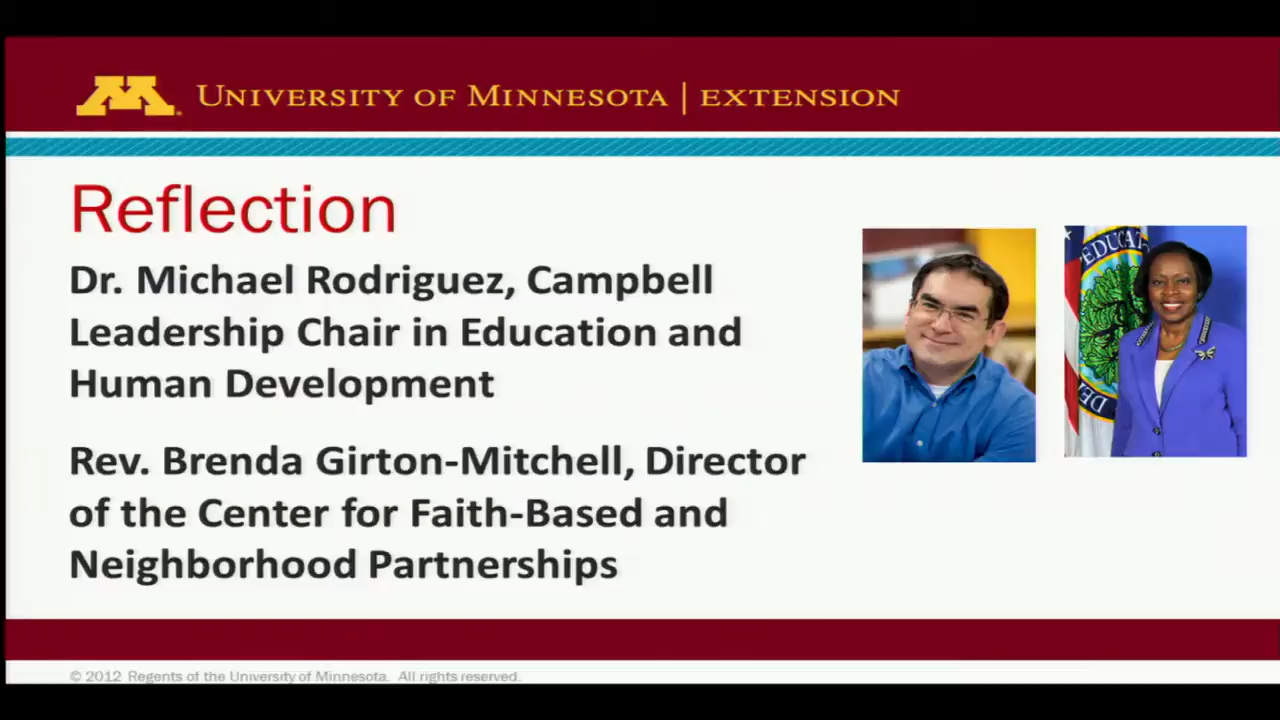 UNIVERSITY OF MINNESOTA | EXTENSION
Reflection
Dr. Michael Rodriguez, Campbell
Leadership Chair in Education and
Human Development
Rev. Brenda Girton-Mitchell, Director
of the Center for Faith-Based and
Neighborhood Partnerships
EDUCAT
DE
© 2012 Regents of the University of Minnesota. All rights reserved.